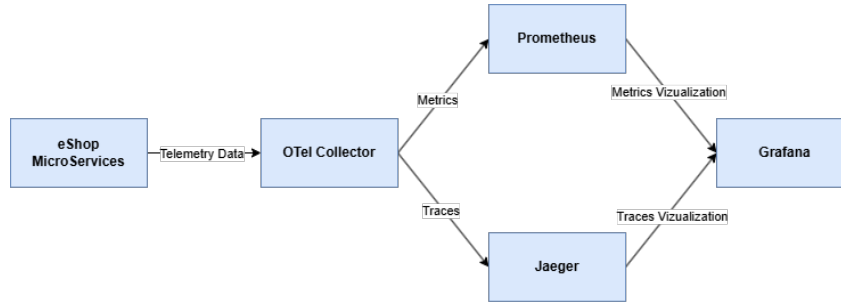 Prometheus
Metrics
Metrics Vizualization
eShop
MicroServices
Telemetry Data
OTel Collector
Grafana
Traces
Traces Vizualization
Jaeger